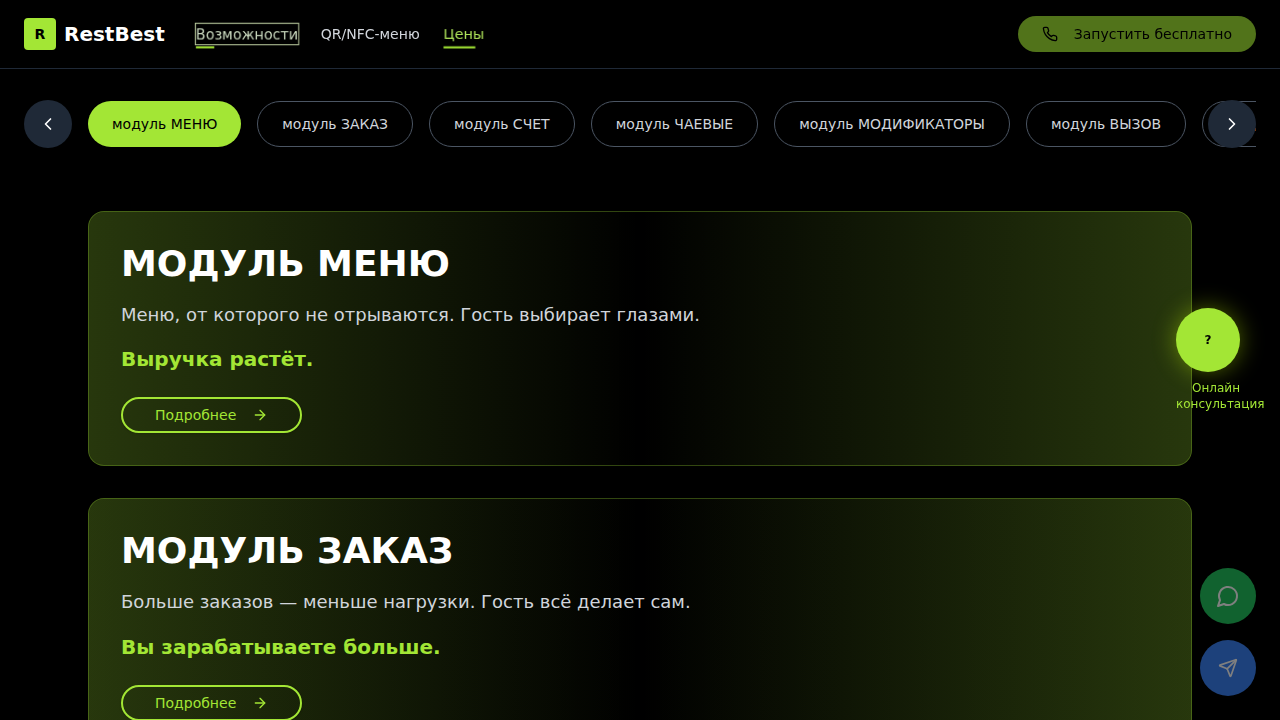 R RestBest Возможности QR/NFC-меню Цены Запустить бесплатно
модуль МЕНЮ модуль ЗАКАЗ модуль СЧЕТ модуль ЧАЕВЫЕ модуль МОДИФИКАТОРЫ модуль ВЫЗОВ
МОДУЛЬ МЕНЮ
Меню, от которого не отрываются. Гость выбирает глазами.
Выручка растёт.
Подробнее
?
Онлайн
консультация
МОДУЛЬ ЗАКАЗ
Больше заказов — меньше нагрузки. Гость всё делает сам.
Вы зарабатываете больше.
Подробнее